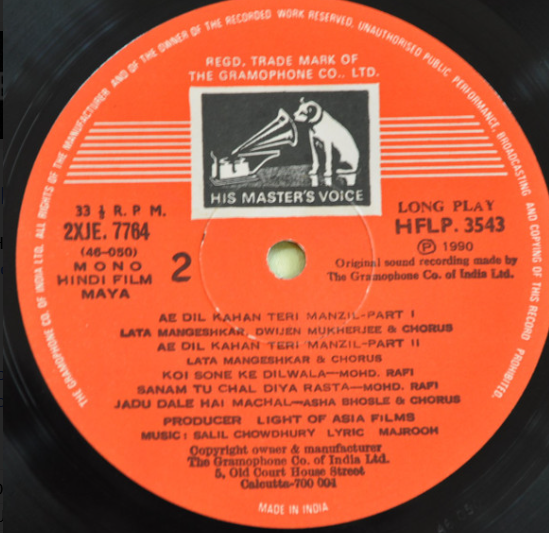 ALL RIGHTS OF THE MANUFACTURER AND OF THE OWNER OF THE RECORDED WORK RESERVED. UNAUTHORISED PUBLIC PERFORMANCE, BROADCASTING AND COPYING OF THIS RECORD PROHIBITED.
THE GRAMOPHONE CO. OF INDIA LTD.
REGD. TRADE MARK OF
THE GRAMOPHONE CO., LTD.
HIS MASTER'S VOICE
33 ⅓ R. P. M.
2XJE. 7764
(46-050)
MONO
HINDI FILM
MAYA
2
LONG PLAY
HFLP. 3543
Ⓟ 1990
Original sound recording made by
The Gramophone Co. of India Ltd.
AE DIL KAHAN TERI MANZIL-PART I
LATA MANGESHKAR, DWIJEN MUKHERJEE & CHORUS
AE DIL KAHAN TERI MANZIL-PART II
LATA MANGESHKAR & CHORUS
KOI SONE KE DILWALA—MOHD. RAFI
SANAM TU CHAL DIYA RASTA—MOHD. RAFI
JADU DALE HAI MACHAL—ASHA BHOSLE & CHORUS
PRODUCER LIGHT OF ASIA FILMS
MUSIC : SALIL CHOWDHURY LYRIC MAJROOH
Copyright owner & manufacturer
The Gramophone Co. of India Ltd.
5, Old Court House Street
Calcutta-700 001
MADE IN INDIA